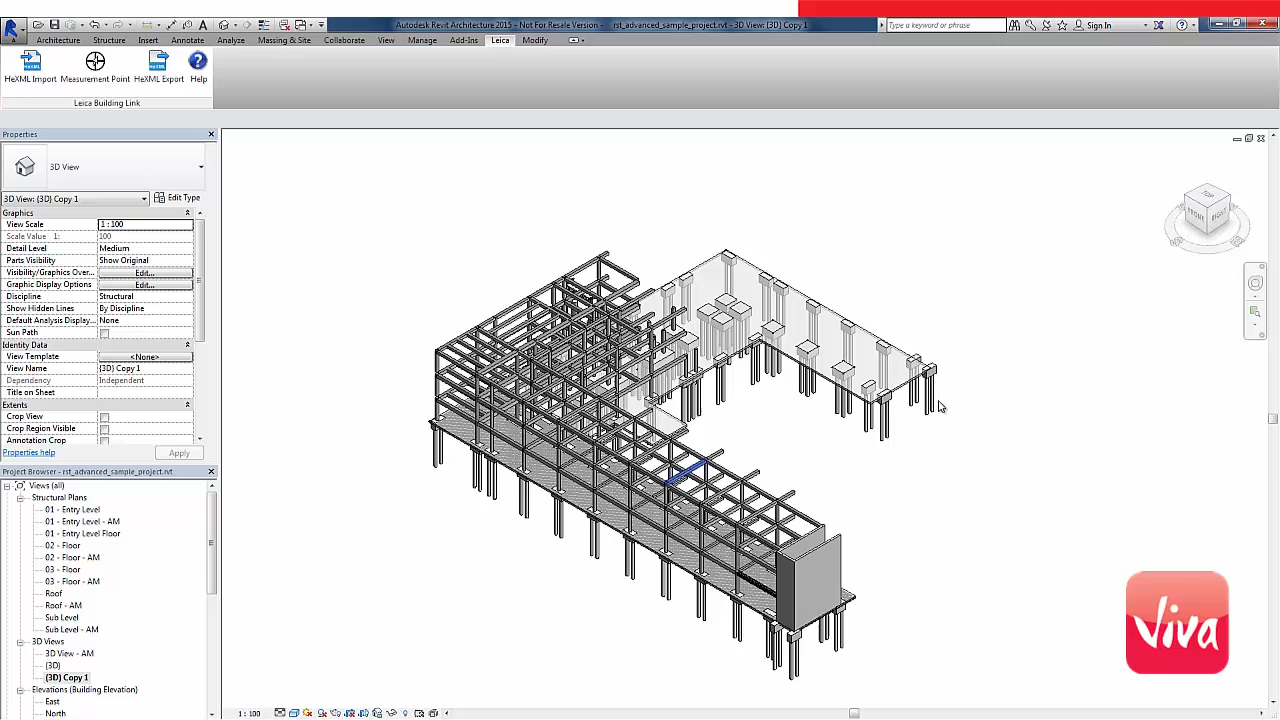 Autodesk Revit Architecture 2015 - Not For Resale Version - rst_advanced_sample_project.rvt - 3D View: {3D} Copy 1
Type a keyword or phrase
Sign In
Architecture Structure Insert Annotate Analyze Massing & Site Collaborate View Manage Add-Ins Leica Modify
HeXML Import Measurement Point HeXML Export Help
Leica Building Link
Properties
3D View
3D View: {3D} Copy 1 Edit Type
Graphics
View Scale 1 : 100
Scale Value 1: 100
Detail Level Medium
Parts Visibility Show Original
Visibility/Graphics Over... Edit...
Graphic Display Options Edit...
Discipline Structural
Show Hidden Lines By Discipline
Default Analysis Display... None
Sun Path
Identity Data
View Template <None>
View Name {3D} Copy 1
Dependency Independent
Title on Sheet
Extents
Crop View
Crop Region Visible
Annotation Crop
Properties help Apply
Project Browser - rst_advanced_sample_project.rvt
Views (all)
Structural Plans
01 - Entry Level
01 - Entry Level - AM
01 - Entry Level Floor
02 - Floor
02 - Floor - AM
03 - Floor
03 - Floor - AM
Roof
Roof - AM
Sub Level
Sub Level - AM
3D Views
3D View - AM
{3D}
{3D} Copy 1
Elevations (Building Elevation)
East
North
TOP
FRONT RIGHT
viva
1 : 100